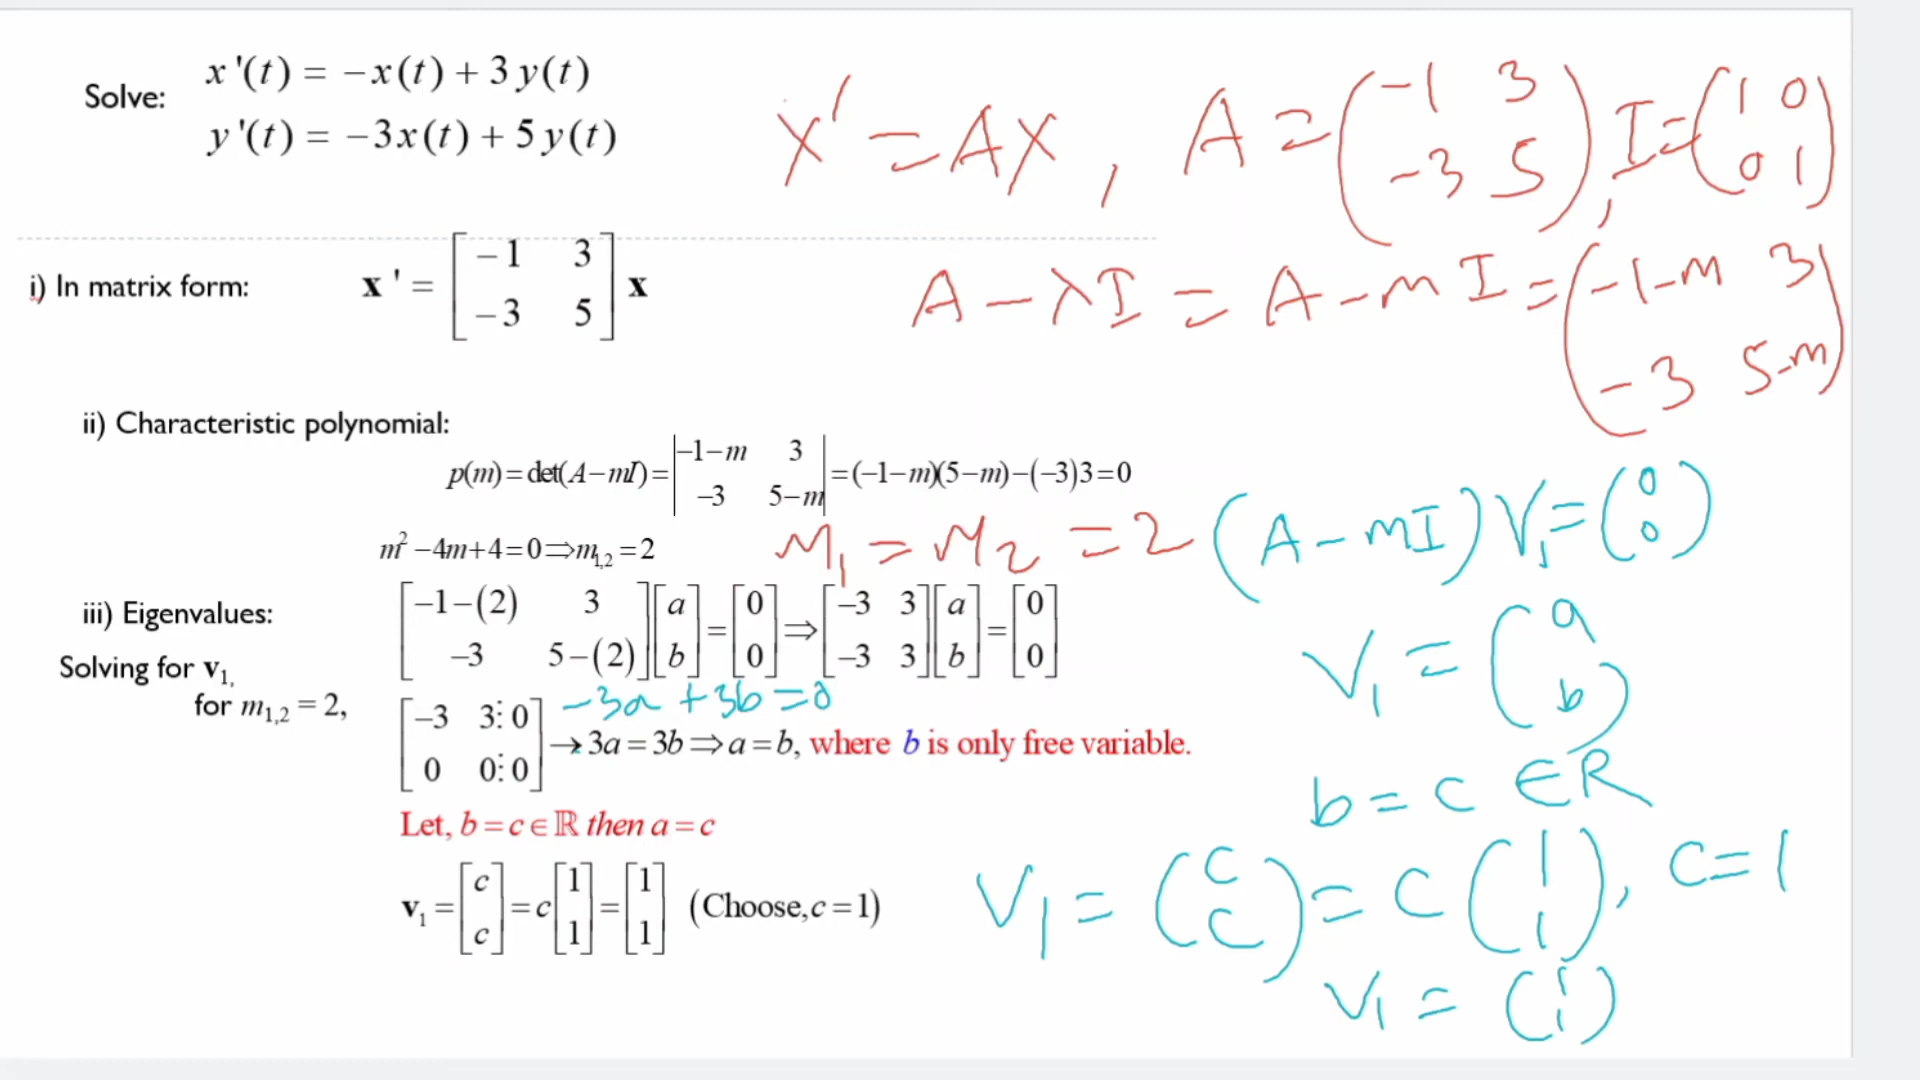 Solve: x'(t) = −x(t) + 3y(t)
y'(t) = −3x(t) + 5y(t)
X' = AX, A = (−1 3 −3 5), I = (1 0 0 1)
i) In matrix form: x' = [−1 3 −3 5] x
A − λI = A − mI = (−1−m 3 −3 5−m)
ii) Characteristic polynomial:
p(m) = det(A−mI) = |−1−m 3 −3 5−m| = (−1−m)(5−m)−(−3)3 = 0
m² −4m+4 = 0 ⇒ m₁,₂ = 2
M₁ = M₂ = 2
(A − mI) V₁ = (0 0)
iii) Eigenvalues:
Solving for v₁,
for m₁,₂ = 2,
[−1−(2) 3 −3 5−(2)] [a b] = [0 0] ⇒ [−3 3 −3 3] [a b] = [0 0]
V₁ = (a b)
−3a + 3b = 0
[−3 3⋮0 0 0⋮0] → 3a = 3b ⇒ a = b, where b is only free variable.
b = c ∈ R
Let, b = c ∈ ℝ then a = c
v₁ = [c c] = c [1 1] = [1 1] (Choose, c = 1)
V₁ = (c c) = C (1 1), C = 1
V₁ = (1 1)